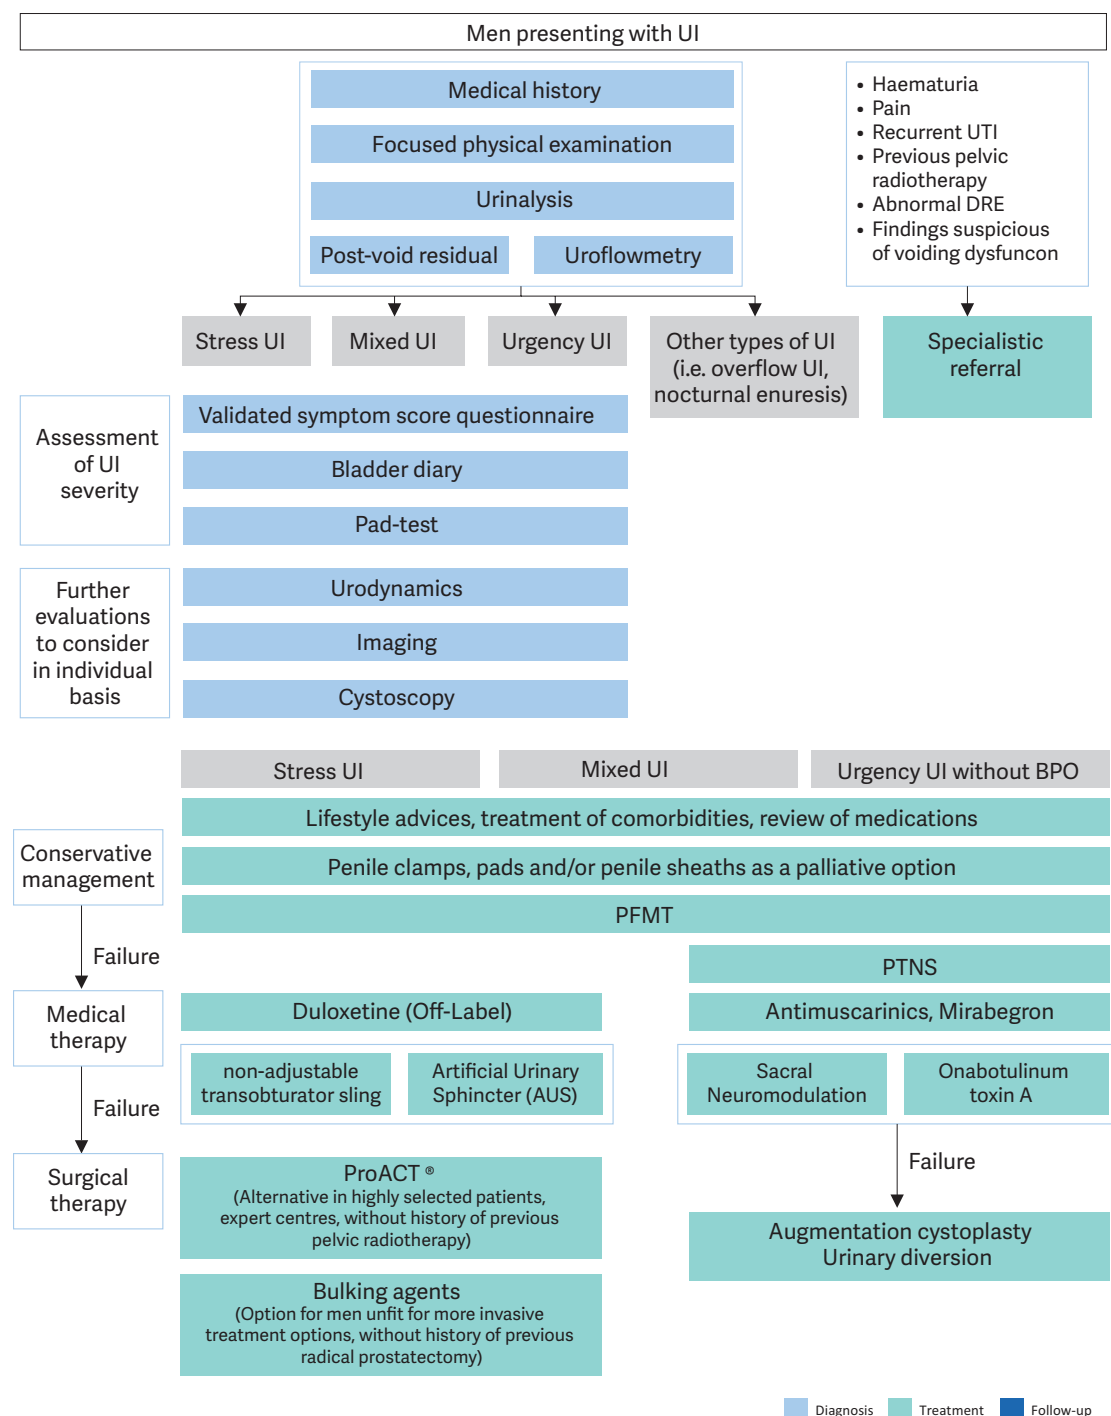 Men presenting with UI
Medical history
Focused physical examination
Urinalysis
Post-void residual
Uroflowmetry
• Haematuria
• Pain
• Recurrent UTI
• Previous pelvic
radiotherapy
• Abnormal DRE
• Findings suspicious
of voiding dysfuncon
Stress UI
Mixed UI
Urgency UI
Other types of UI
(i.e. overflow UI,
nocturnal enuresis)
Specialistic
referral
Assessment
of UI
severity
Validated symptom score questionnaire
Bladder diary
Pad-test
Further
evaluations
to consider
in individual
basis
Urodynamics
Imaging
Cystoscopy
Stress UI
Mixed UI
Urgency UI without BPO
Lifestyle advices, treatment of comorbidities, review of medications
Conservative
management
Penile clamps, pads and/or penile sheaths as a palliative option
PFMT
Failure
PTNS
Medical
therapy
Duloxetine (Off-Label)
Antimuscarinics, Mirabegron
non-adjustable
transobturator sling
Artificial Urinary
Sphincter (AUS)
Sacral
Neuromodulation
Onabotulinum
toxin A
Failure
Failure
Surgical
therapy
ProACT ®
(Alternative in highly selected patients,
expert centres, without history of previous
pelvic radiotherapy)
Augmentation cystoplasty
Urinary diversion
Bulking agents
(Option for men unfit for more invasive
treatment options, without history of previous
radical prostatectomy)
Diagnosis
Treatment
Follow-up